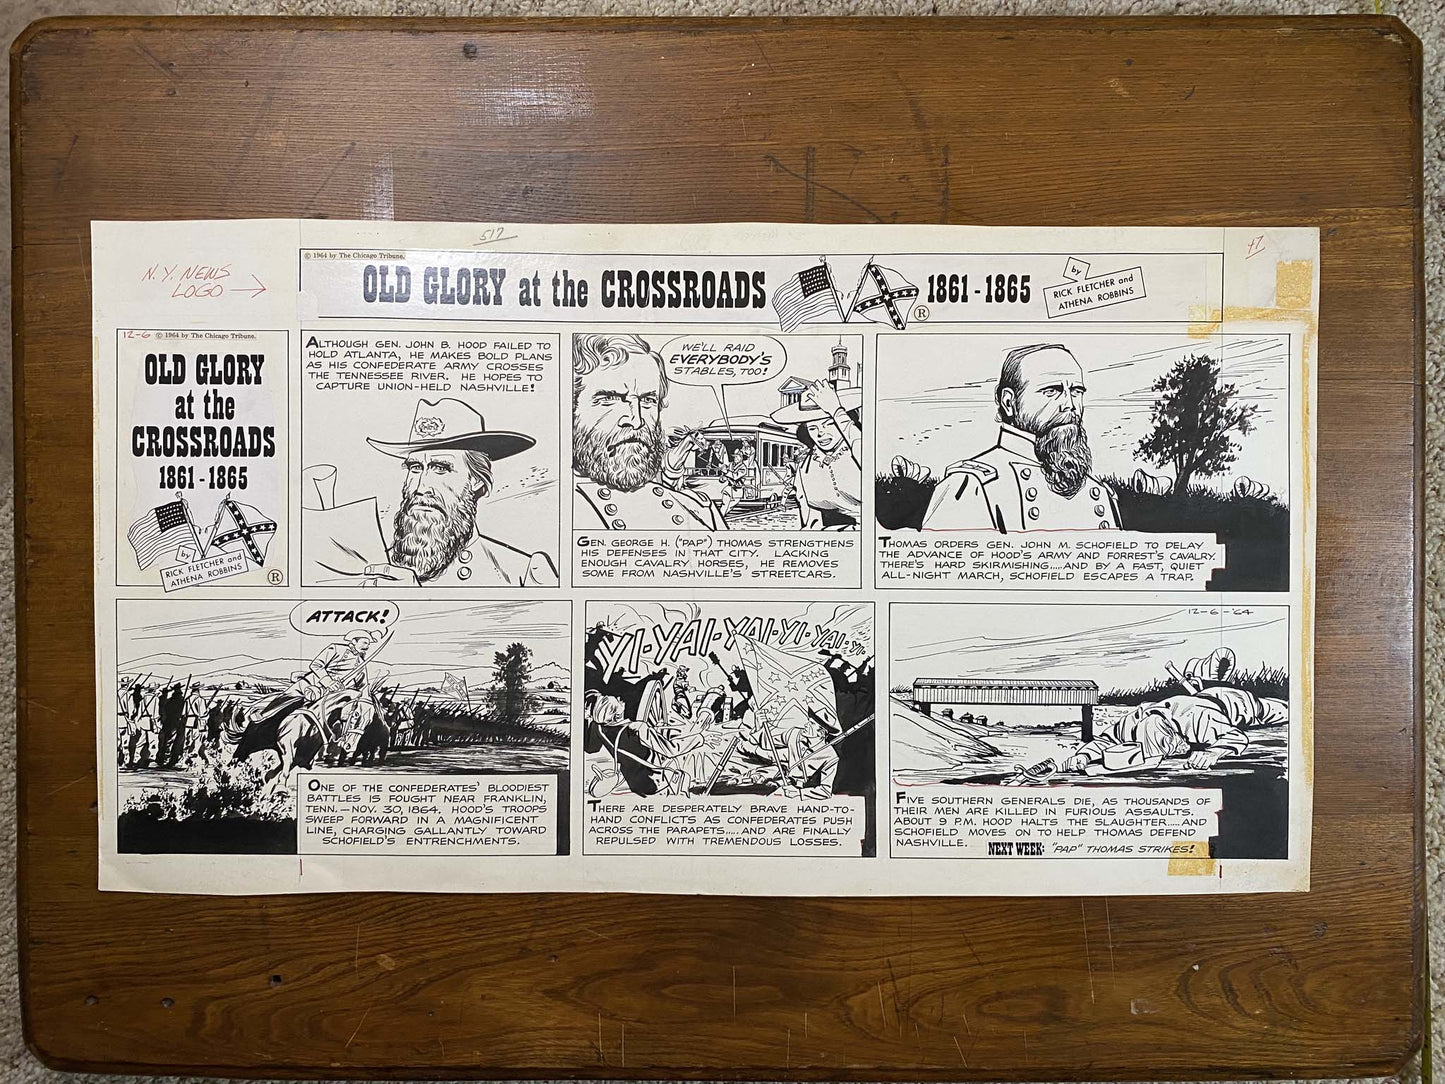 517
+7
N.Y. NEWS
LOGO →
© 1964 by The Chicago Tribune.
OLD GLORY at the CROSSROADS 1861-1865
by
RICK FLETCHER and
ATHENA ROBBINS
®
12-6 © 1964 by The Chicago Tribune.
OLD GLORY
at the
CROSSROADS
1861-1865
by
RICK FLETCHER and
ATHENA ROBBINS
®
ALTHOUGH GEN. JOHN B. HOOD FAILED TO
HOLD ATLANTA, HE MAKES BOLD PLANS
AS HIS CONFEDERATE ARMY CROSSES
THE TENNESSEE RIVER. HE HOPES TO
CAPTURE UNION-HELD NASHVILLE!
WE'LL RAID
EVERYBODY'S
STABLES, TOO!
GEN. GEORGE H. ("PAP") THOMAS STRENGTHENS
HIS DEFENSES IN THAT CITY. LACKING
ENOUGH CAVALRY HORSES, HE REMOVES
SOME FROM NASHVILLE'S STREETCARS.
THOMAS ORDERS GEN. JOHN M. SCHOFIELD TO DELAY
THE ADVANCE OF HOOD'S ARMY AND FORREST'S CAVALRY.
THERE'S HARD SKIRMISHING.....AND BY A FAST, QUIET
ALL-NIGHT MARCH, SCHOFIELD ESCAPES A TRAP.
ATTACK!
ONE OF THE CONFEDERATES' BLOODIEST
BATTLES IS FOUGHT NEAR FRANKLIN,
TENN.—NOV. 30, 1864. HOOD'S TROOPS
SWEEP FORWARD IN A MAGNIFICENT
LINE, CHARGING GALLANTLY TOWARD
SCHOFIELD'S ENTRENCHMENTS.
YI-YAI-YAI-YI-YAI-YI-
THERE ARE DESPERATELY BRAVE HAND-TO-
HAND CONFLICTS AS CONFEDERATES PUSH
ACROSS THE PARAPETS.....AND ARE FINALLY
REPULSED WITH TREMENDOUS LOSSES.
12-6-'64
FIVE SOUTHERN GENERALS DIE, AS THOUSANDS OF
THEIR MEN ARE KILLED IN FURIOUS ASSAULTS.
ABOUT 9 P.M. HOOD HALTS THE SLAUGHTER.....AND
SCHOFIELD MOVES ON TO HELP THOMAS DEFEND
NASHVILLE. NEXT WEEK: "PAP" THOMAS STRIKES!